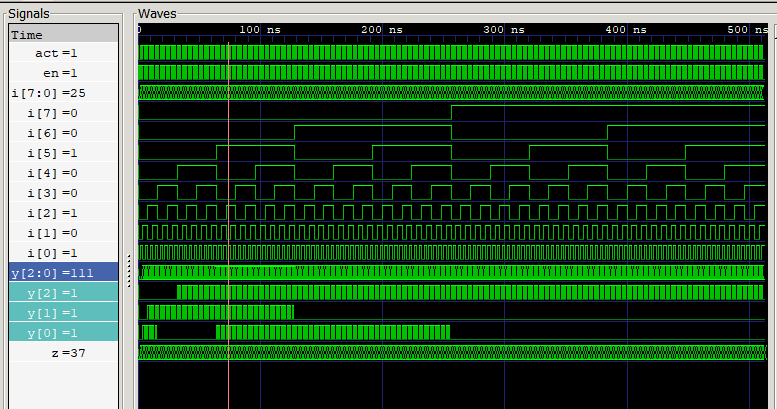 Signals
Waves
Time
0 100 ns 200 ns 300 ns 400 ns 500 ns
act=1
en=1
i[7:0]=25
i[7]=0
i[6]=0
i[5]=1
i[4]=0
i[3]=0
i[2]=1
i[1]=0
i[0]=1
y[2:0]=111
y[2]=1
y[1]=1
y[0]=1
z=37